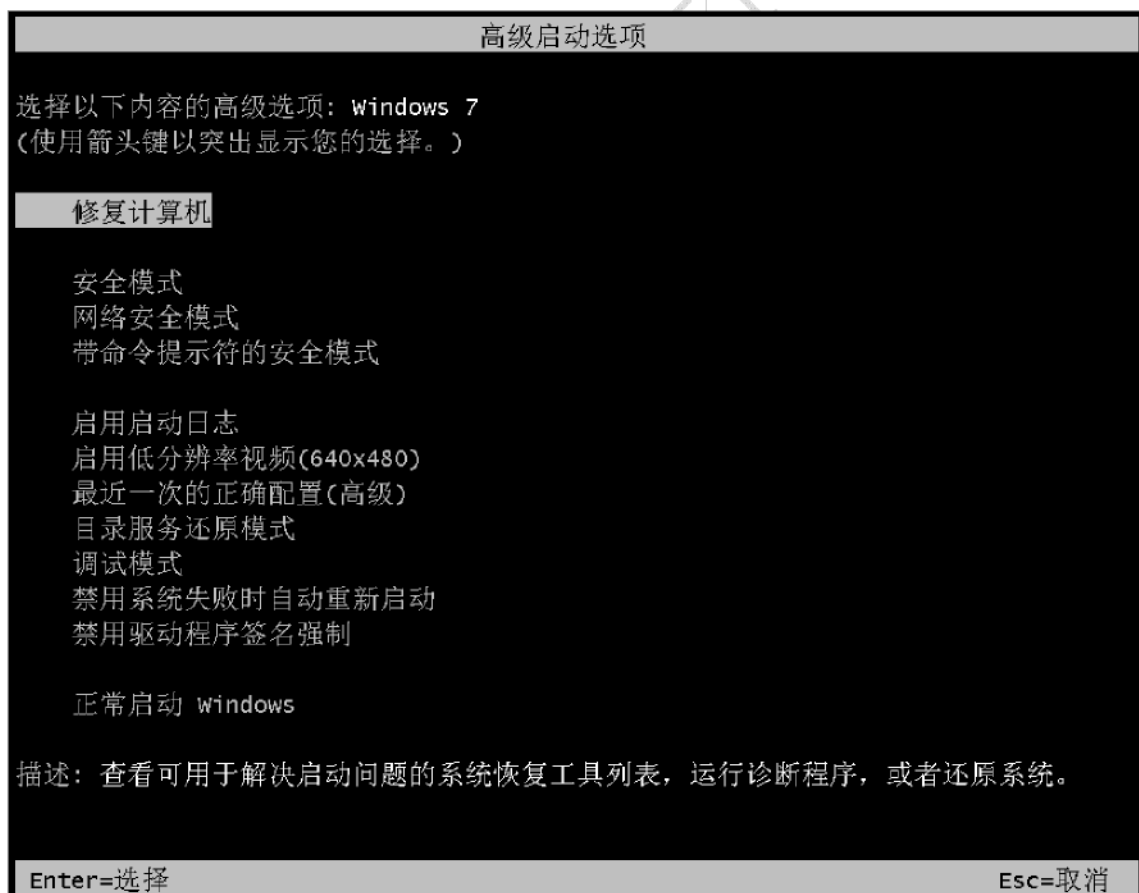 高级启动选项
选择以下内容的高级选项: Windows 7
(使用箭头键以突出显示您的选择。)
修复计算机
安全模式
网络安全模式
带命令提示符的安全模式
启用启动日志
启用低分辨率视频(640x480)
最近一次的正确配置(高级)
目录服务还原模式
调试模式
禁用系统失败时自动重新启动
禁用驱动程序签名强制
正常启动 Windows
描述: 查看可用于解决启动问题的系统恢复工具列表，运行诊断程序，或者还原系统。
Enter=选择 Esc=取消